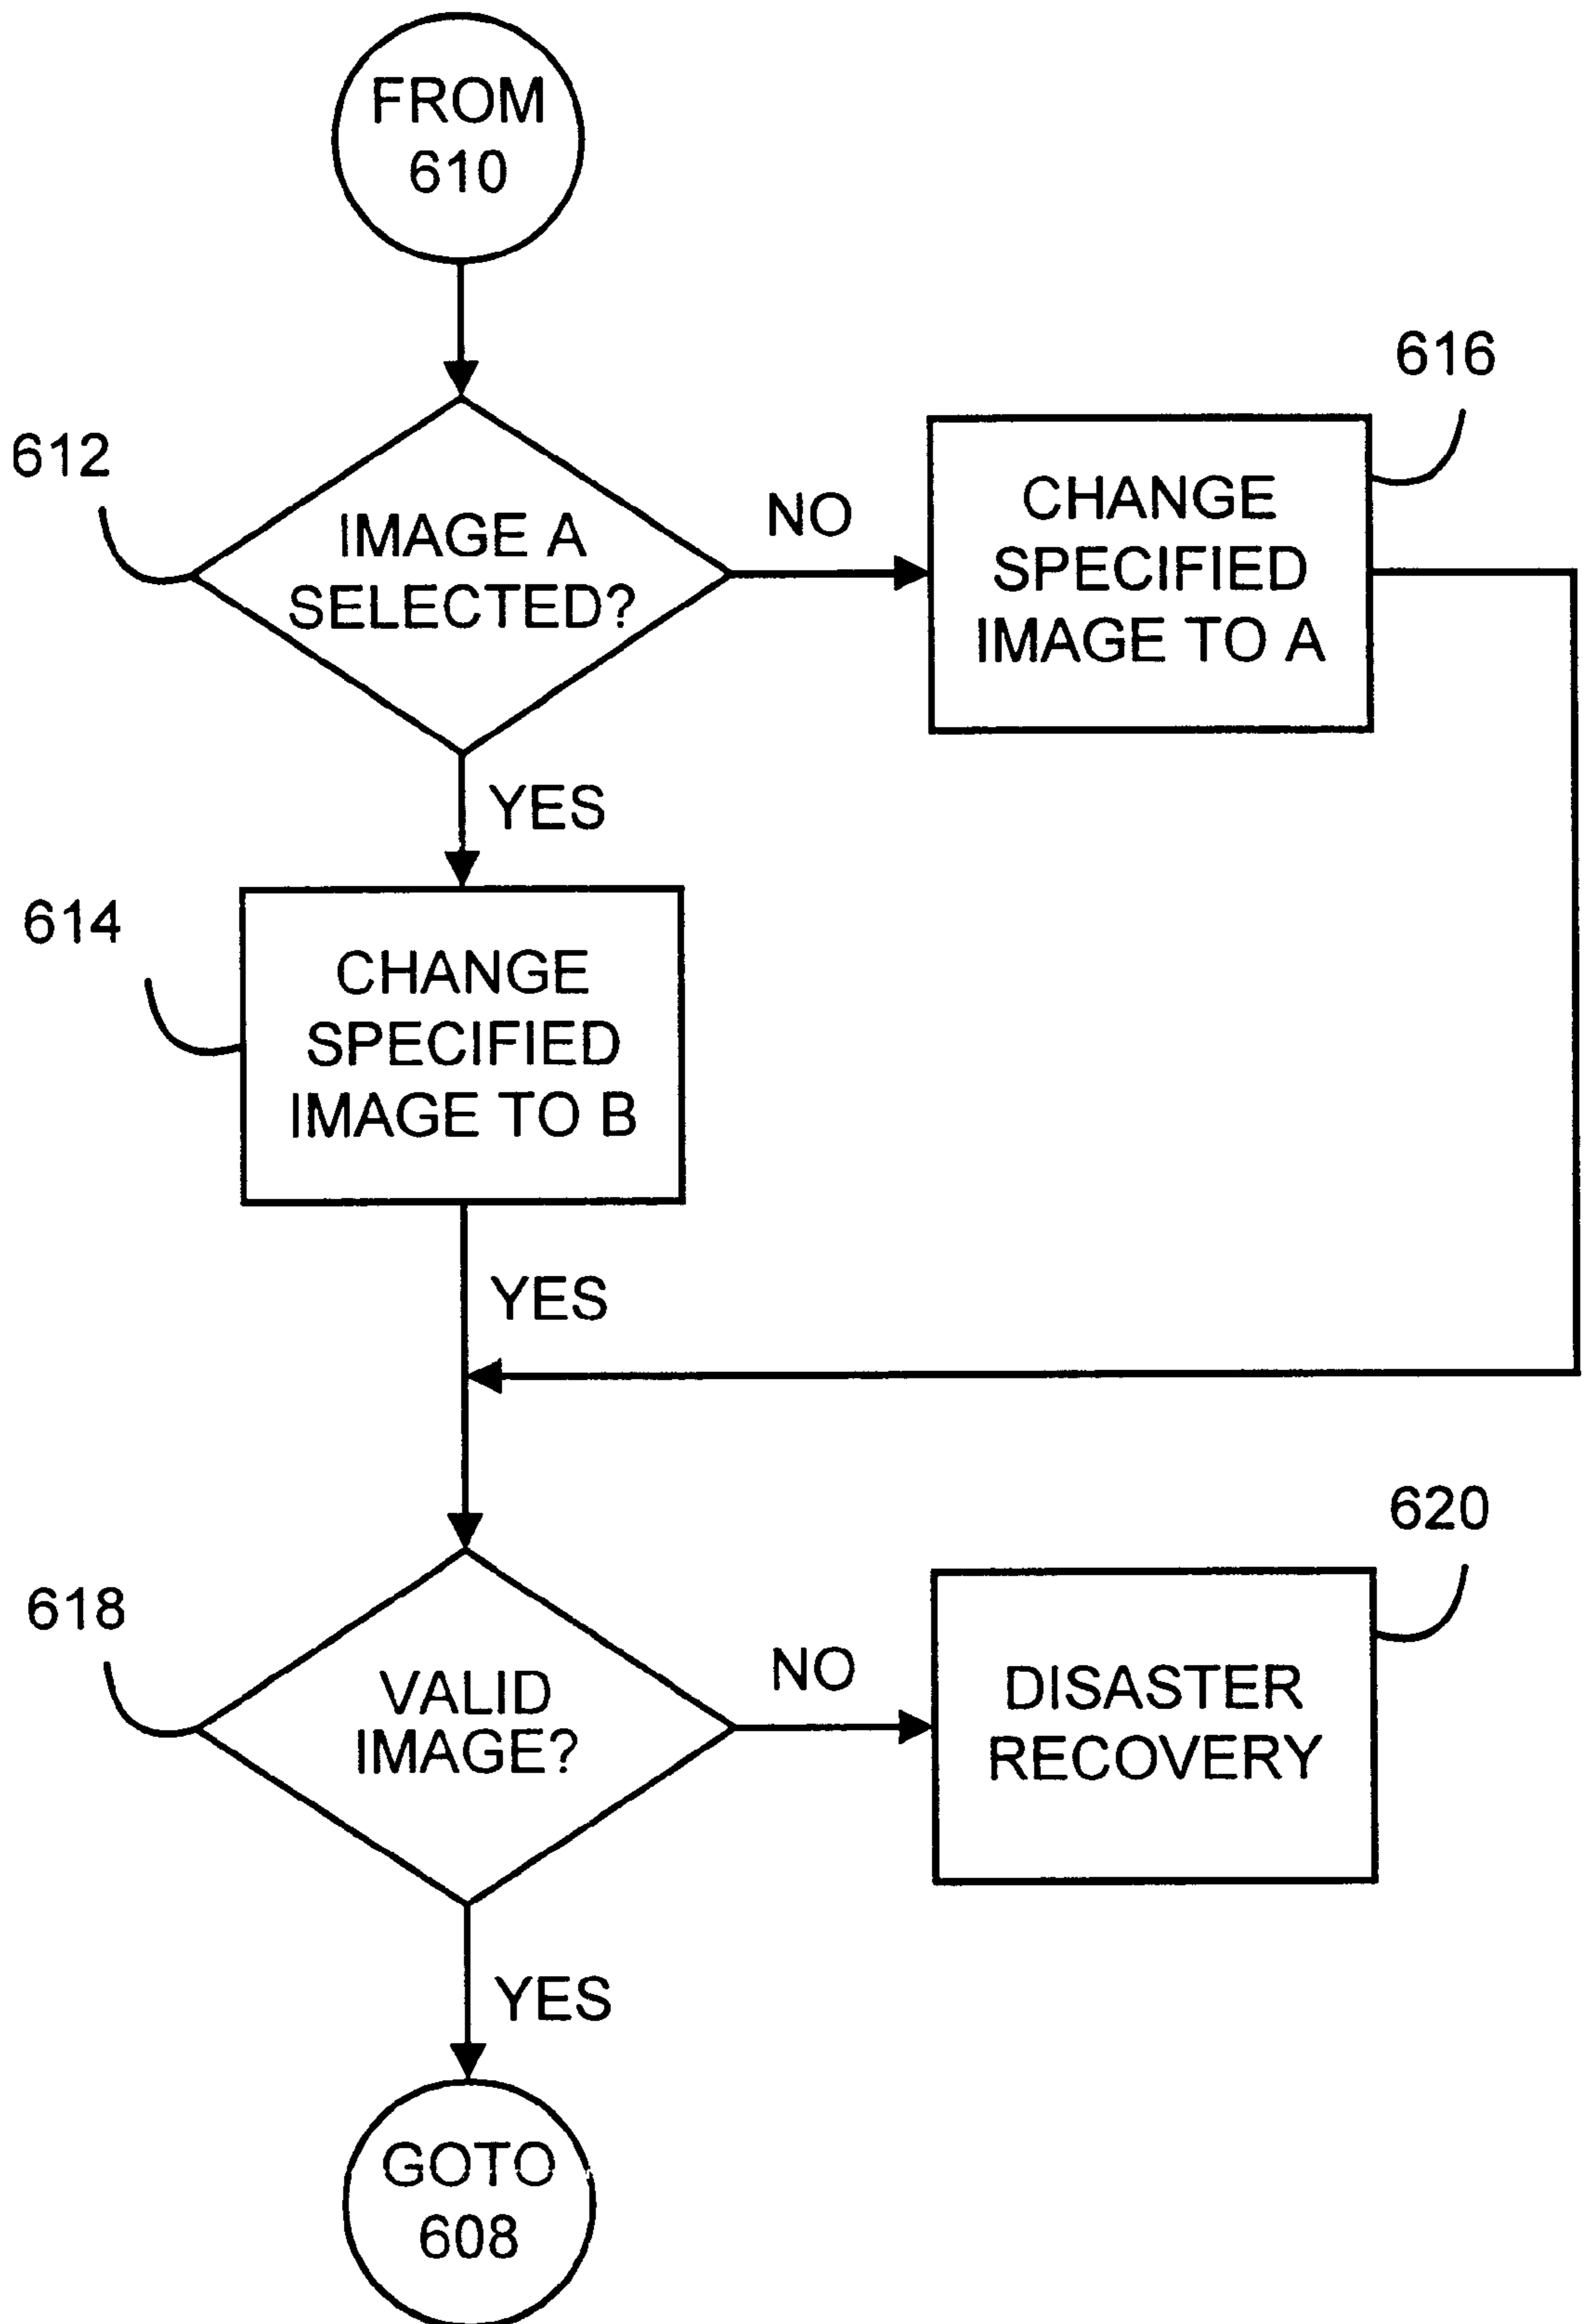 FROM
610
612
IMAGE A
SELECTED?
NO
616
CHANGE
SPECIFIED
IMAGE TO A
YES
614
CHANGE
SPECIFIED
IMAGE TO B
YES
618
VALID
IMAGE?
NO
620
DISASTER
RECOVERY
YES
GOTO
608